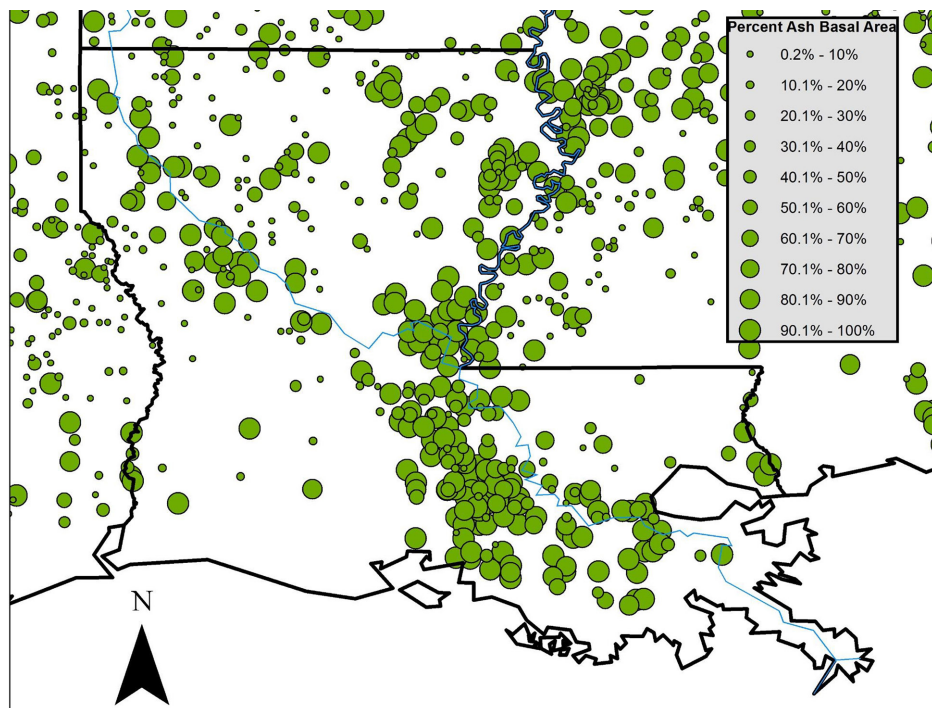 Percent Ash Basal Area
0.2% - 10%
10.1% - 20%
20.1% - 30%
30.1% - 40%
40.1% - 50%
50.1% - 60%
60.1% - 70%
70.1% - 80%
80.1% - 90%
90.1% - 100%
N